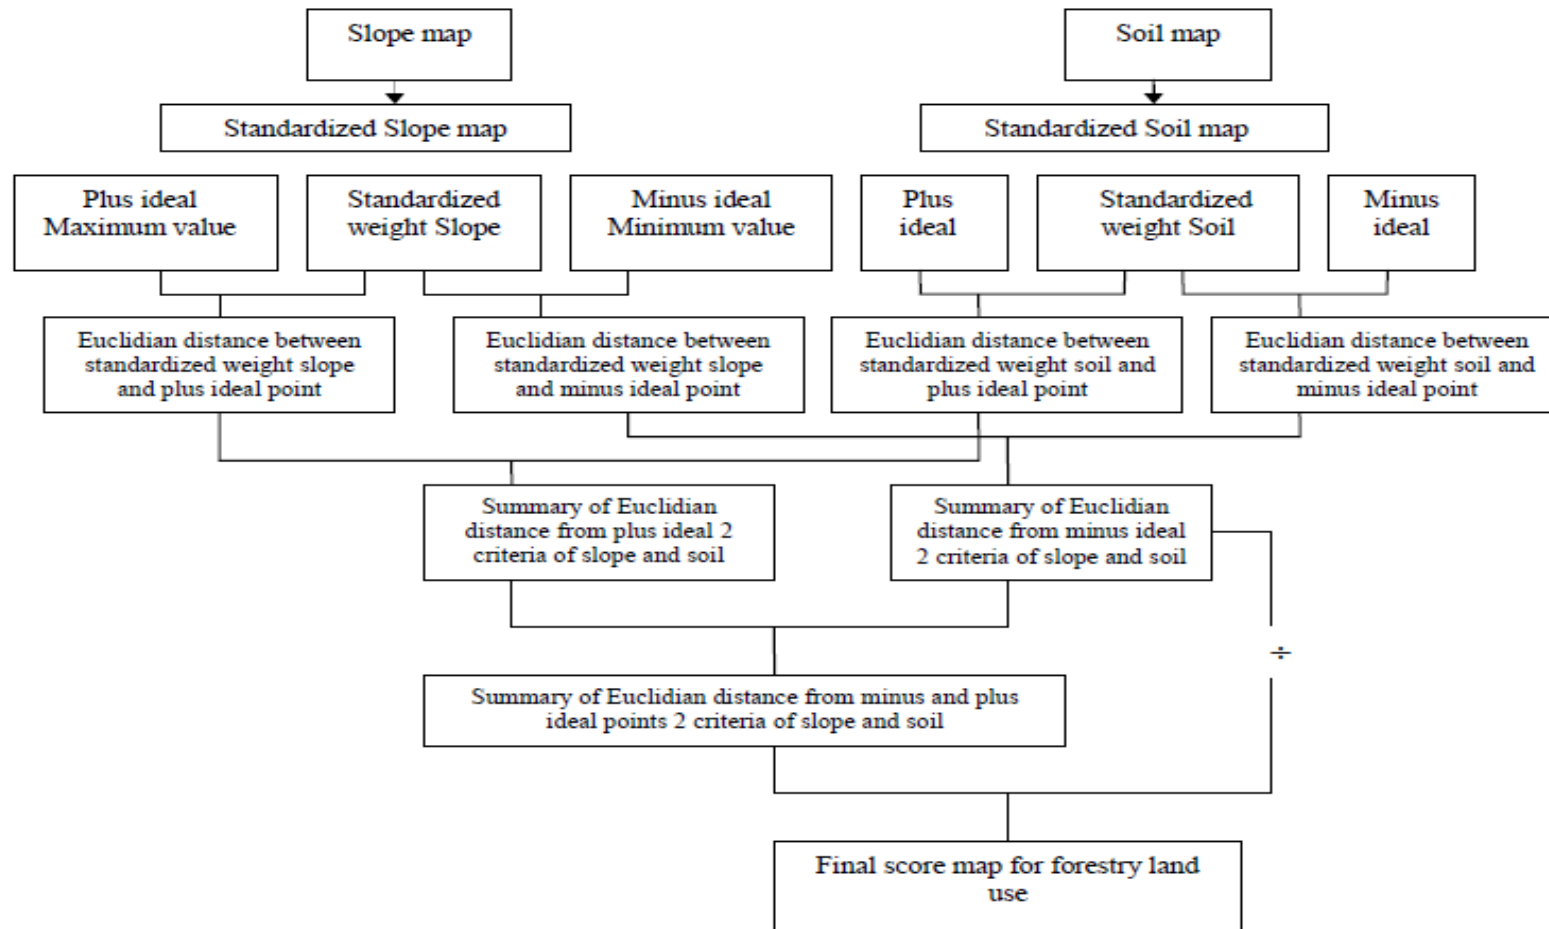 Slope map
Soil map
Standardized Slope map
Standardized Soil map
Plus ideal
Maximum value
Standardized
weight Slope
Minus ideal
Minimum value
Plus
ideal
Standardized
weight Soil
Minus
ideal
Euclidian distance between
standardized weight slope
and plus ideal point
Euclidian distance between
standardized weight slope
and minus ideal point
Euclidian distance between
standardized weight soil and
plus ideal point
Euclidian distance between
standardized weight soil and
minus ideal point
Summary of Euclidian
distance from plus ideal 2
criteria of slope and soil
Summary of Euclidian
distance from minus ideal
2 criteria of slope and soil
÷
Summary of Euclidian distance from minus and plus
ideal points 2 criteria of slope and soil
Final score map for forestry land
use